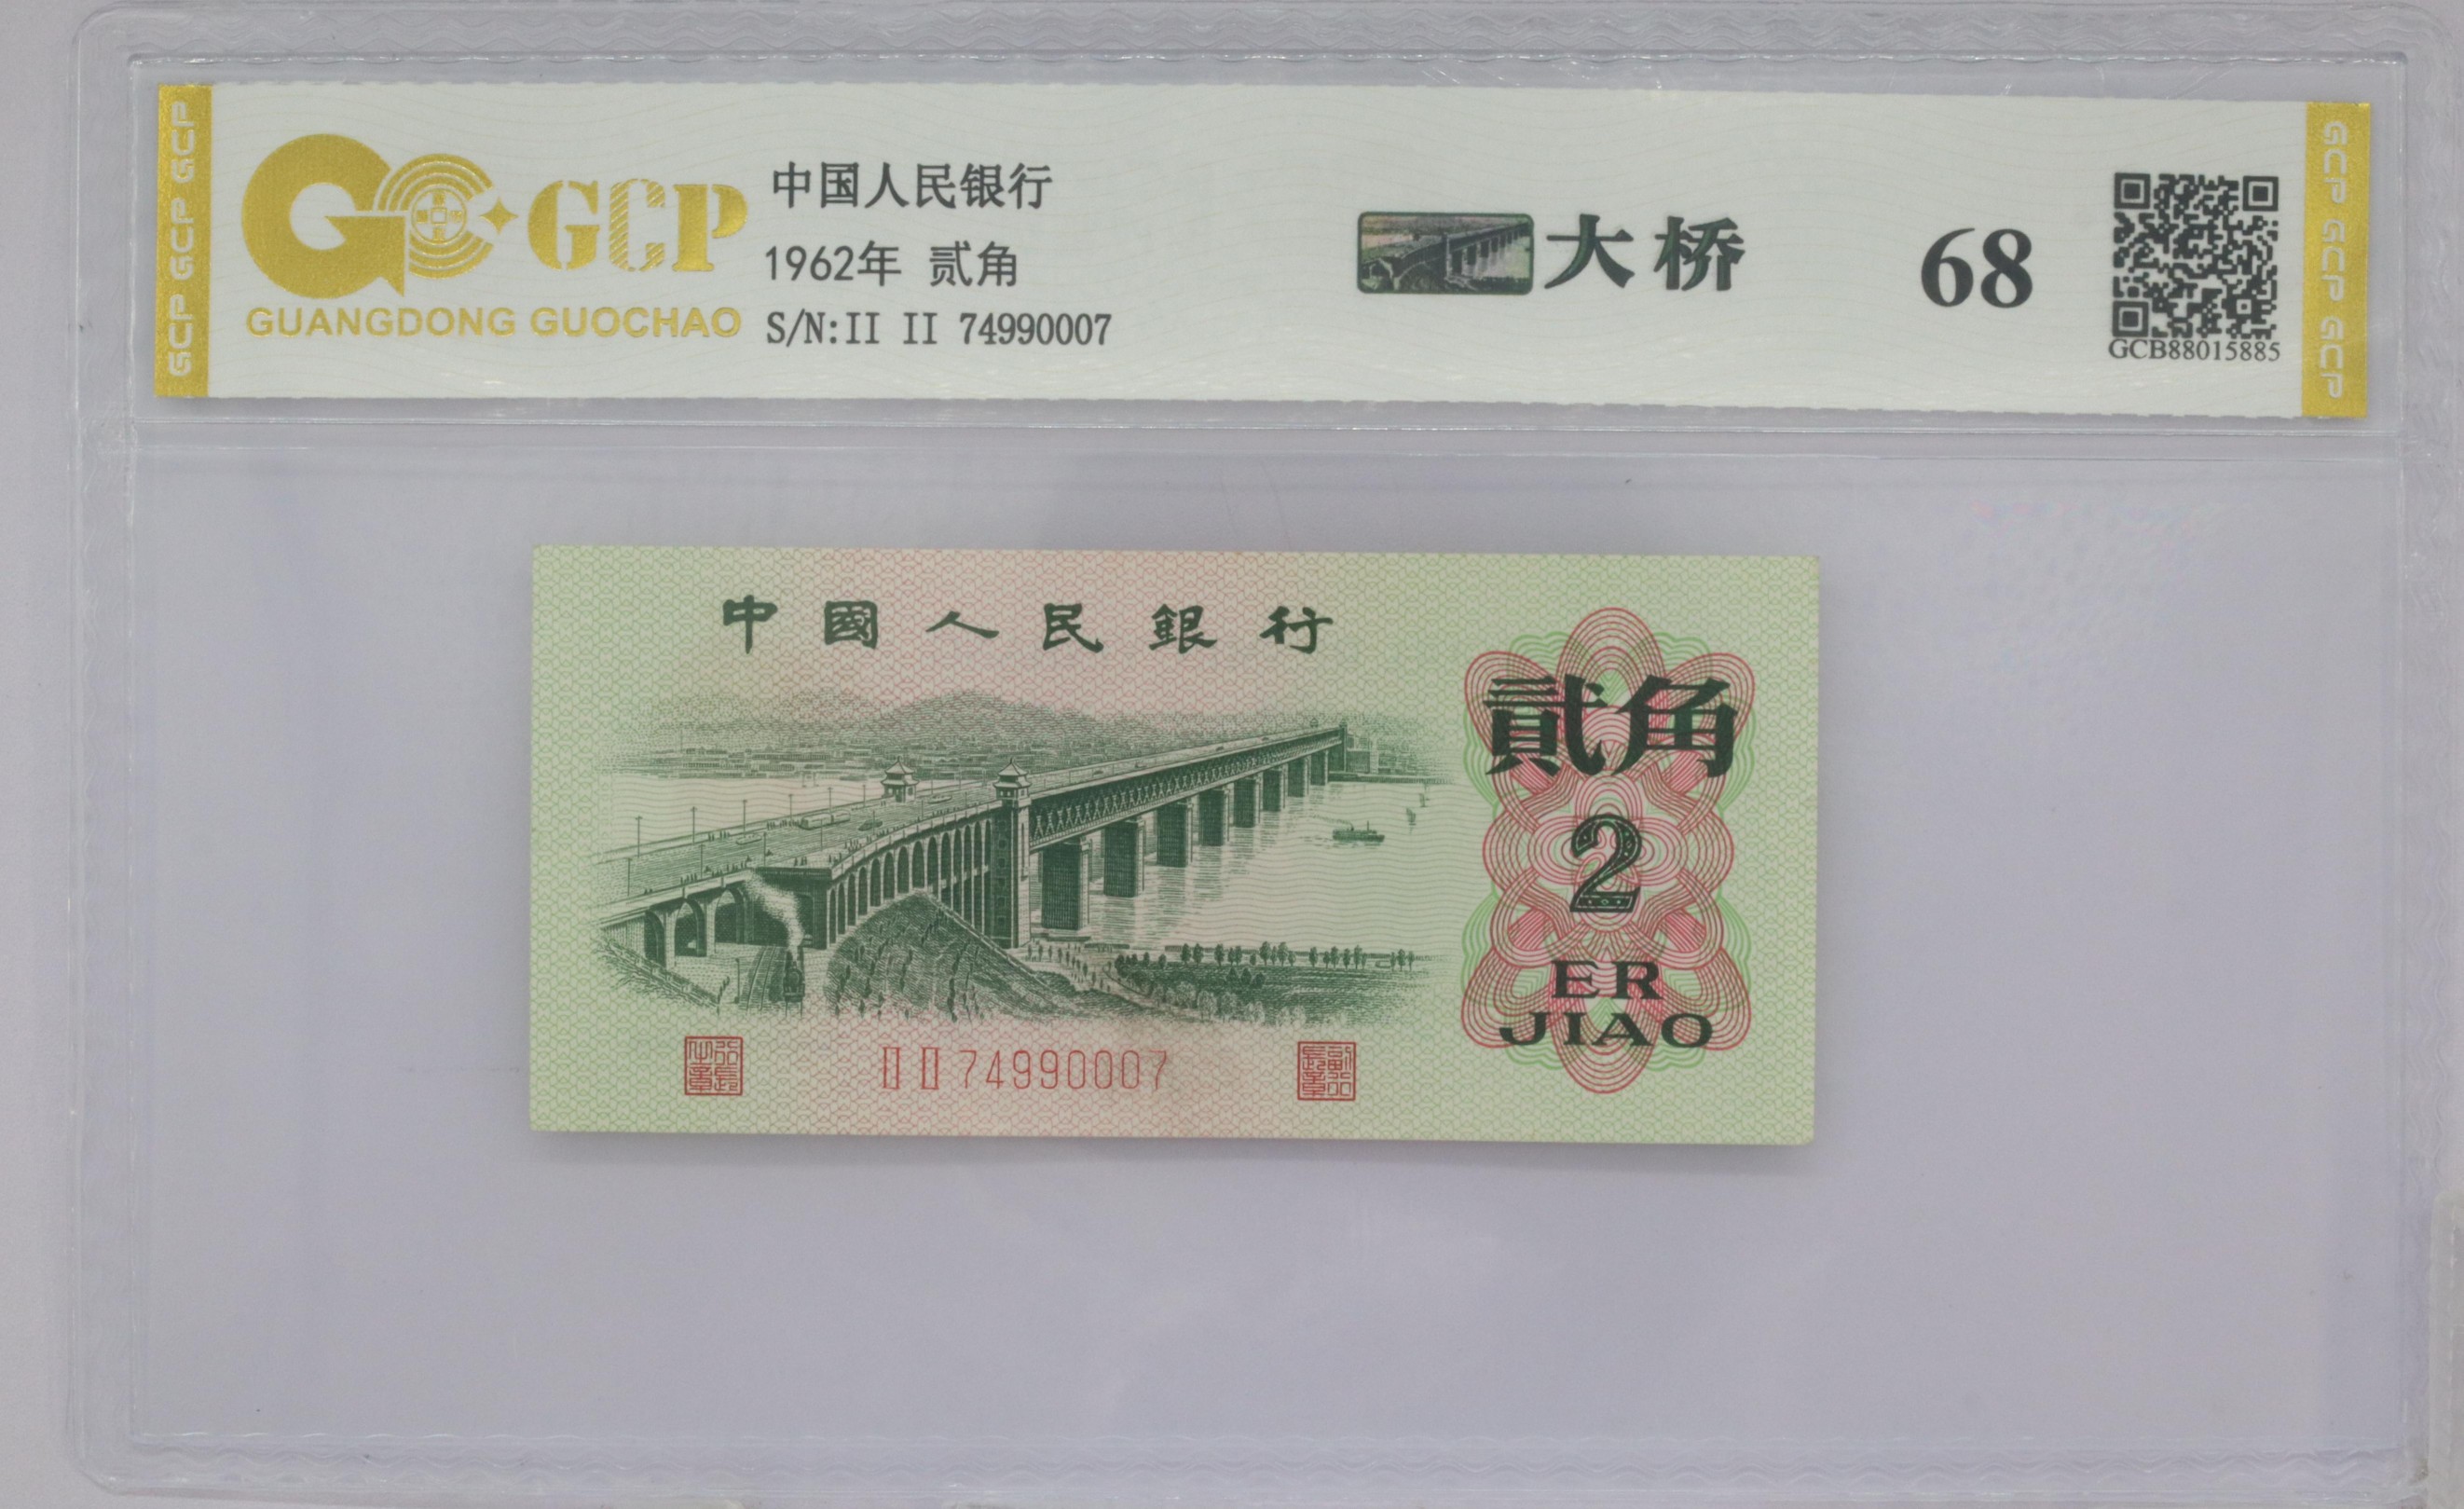 GCP GCP GCP
GCP
GUANGDONG GUOCHAO
中国人民银行
1962年 贰角
S/N:II II 74990007
大桥
68
GCB88015885
GCP GCP GCP GCP
中國人民銀行
貳角
2
ER
JIAO
II II 74990007